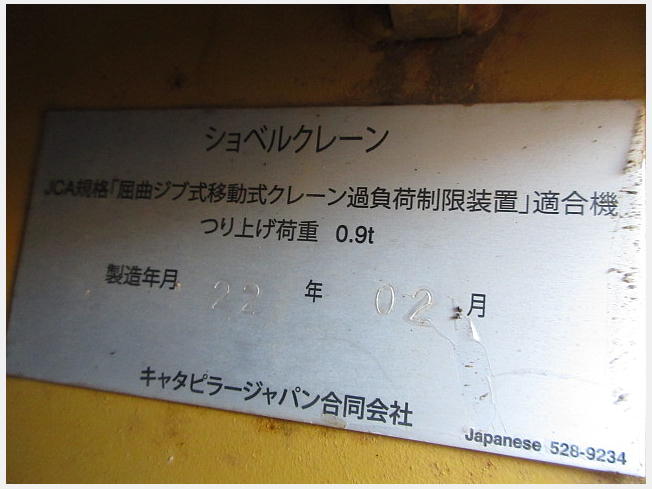 ショベルクレーン
JCA規格「屈曲ジブ式移動式クレーン過負荷制限装置」適合機
つり上げ荷重 0.9t
製造年月 22 年 02 月
キャタピラージャパン合同会社
Japanese 528-9234